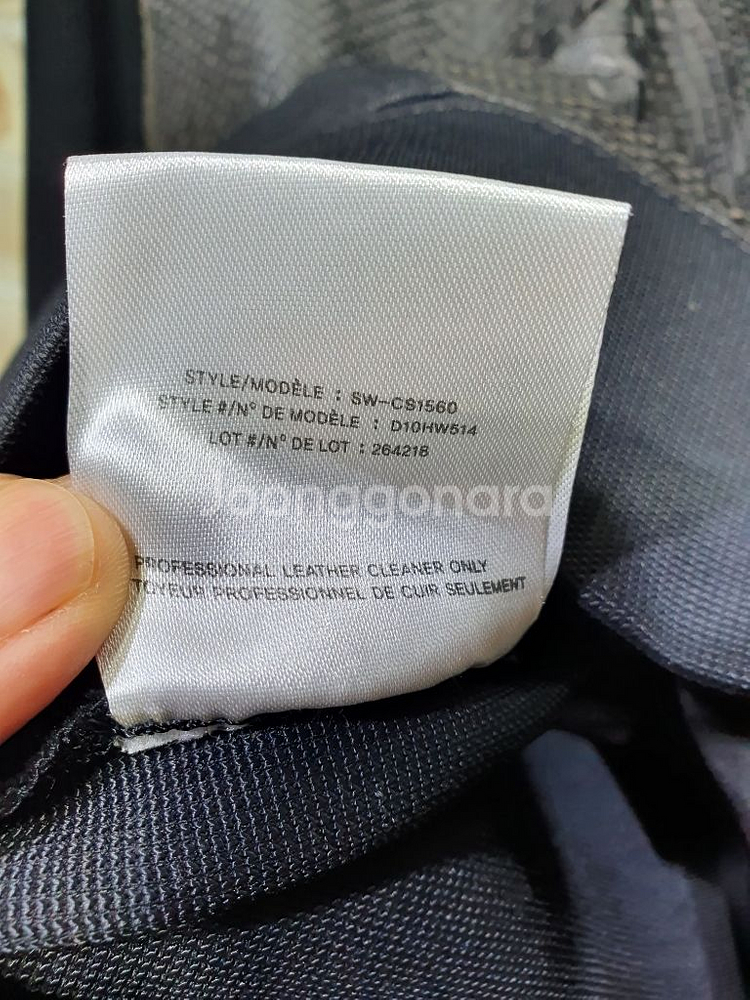 STYLE/MODÈLE : SW-CS1560
STYLE #/N° DE MODÈLE : D10HW514
LOT #/N° DE LOT : 264218
joonggonara
PROFESSIONAL LEATHER CLEANER ONLY
TOYEUR PROFESSIONNEL DE CUIR SEULEMENT